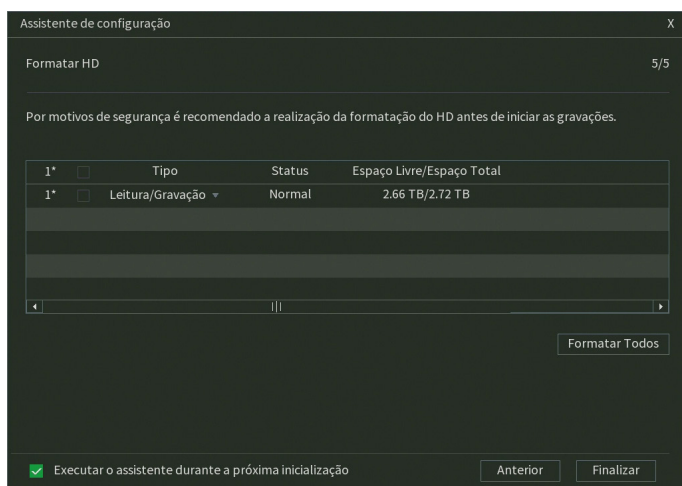 Assistente de configuração X
Formatar HD 5/5
Por motivos de segurança é recomendado a realização da formatação do HD antes de iniciar as gravações.
1* Tipo Status Espaço Livre/Espaço Total
1* Leitura/Gravação Normal 2.66 TB/2.72 TB
Formatar Todos
Executar o assistente durante a próxima inicialização Anterior Finalizar